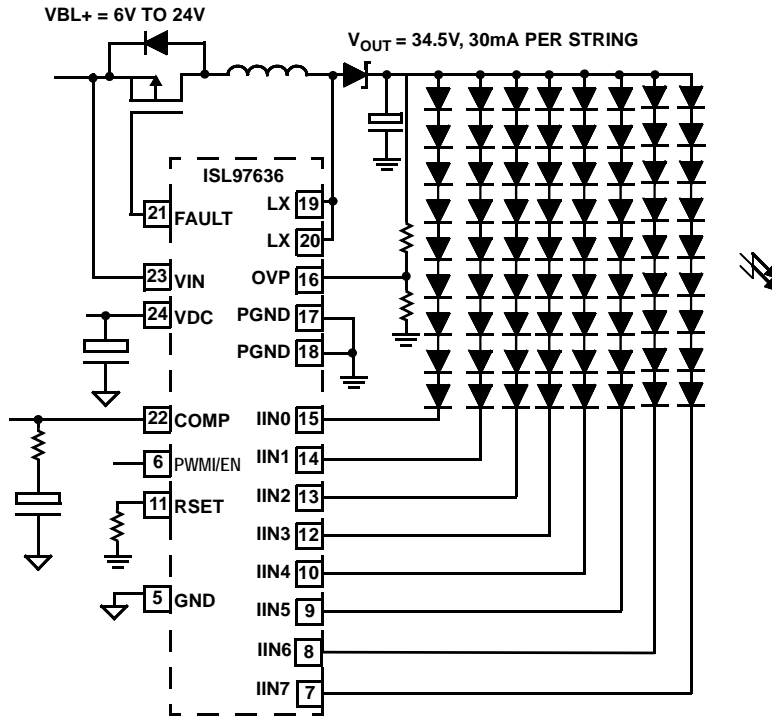 VBL+ = 6V TO 24V
VOUT = 34.5V, 30mA PER STRING
ISL97636
21 FAULT
LX 19
LX 20
23 VIN
OVP 16
24 VDC
PGND 17
PGND 18
22 COMP
IIN0 15
6 PWMI/EN
IIN1 14
11 RSET
IIN2 13
IIN3 12
IIN4 10
5 GND
IIN5 9
IIN6 8
IIN7 7